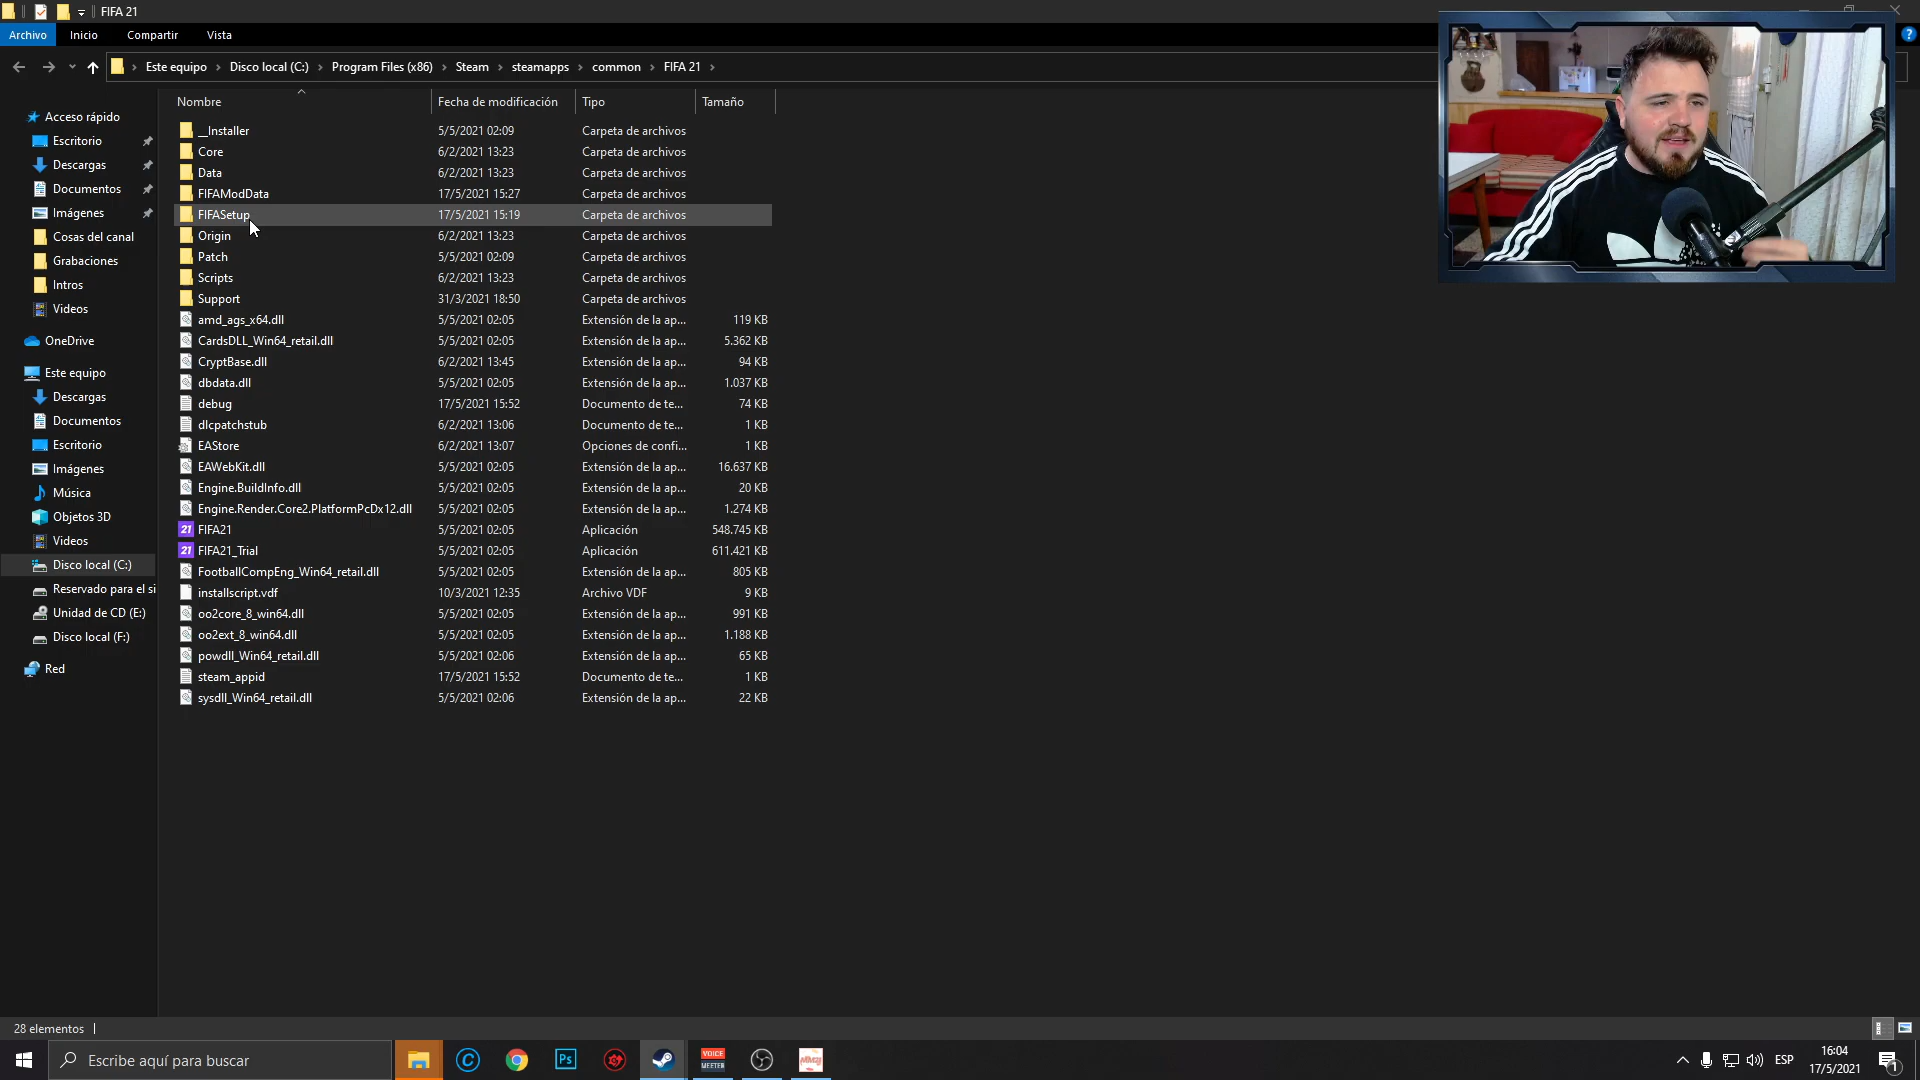 FIFA 21
Archivo Inicio Compartir Vista
Este equipo Disco local (C:) Program Files (x86) Steam steamapps common FIFA 21
Nombre Fecha de modificación Tipo Tamaño
Acceso rápido
Escritorio
Descargas
Documentos
Imágenes
Cosas del canal
Grabaciones
Intros
Videos
OneDrive
Este equipo
Descargas
Documentos
Escritorio
Imágenes
Música
Objetos 3D
Videos
Disco local (C:)
Reservado para el si
Unidad de CD (E:)
Disco local (F:)
Red
__Installer 5/5/2021 02:09 Carpeta de archivos
Core 6/2/2021 13:23 Carpeta de archivos
Data 6/2/2021 13:23 Carpeta de archivos
FIFAModData 17/5/2021 15:27 Carpeta de archivos
FIFASetup 17/5/2021 15:19 Carpeta de archivos
Origin 6/2/2021 13:23 Carpeta de archivos
Patch 5/5/2021 02:09 Carpeta de archivos
Scripts 6/2/2021 13:23 Carpeta de archivos
Support 31/3/2021 18:50 Carpeta de archivos
amd_ags_x64.dll 5/5/2021 02:05 Extensión de la ap... 119 KB
CardsDLL_Win64_retail.dll 5/5/2021 02:05 Extensión de la ap... 5.362 KB
CryptBase.dll 6/2/2021 13:45 Extensión de la ap... 94 KB
dbdata.dll 5/5/2021 02:05 Extensión de la ap... 1.037 KB
debug 17/5/2021 15:52 Documento de te... 74 KB
dlcpatchstub 6/2/2021 13:06 Documento de te... 1 KB
EAStore 6/2/2021 13:07 Opciones de confi... 1 KB
EAWebKit.dll 5/5/2021 02:05 Extensión de la ap... 16.637 KB
Engine.BuildInfo.dll 5/5/2021 02:05 Extensión de la ap... 20 KB
Engine.Render.Core2.PlatformPcDx12.dll 5/5/2021 02:05 Extensión de la ap... 1.274 KB
21 FIFA21 5/5/2021 02:05 Aplicación 548.745 KB
21 FIFA21_Trial 5/5/2021 02:05 Aplicación 611.421 KB
FootballCompEng_Win64_retail.dll 5/5/2021 02:05 Extensión de la ap... 805 KB
installscript.vdf 10/3/2021 12:35 Archivo VDF 9 KB
oo2core_8_win64.dll 5/5/2021 02:05 Extensión de la ap... 991 KB
oo2ext_8_win64.dll 5/5/2021 02:05 Extensión de la ap... 1.188 KB
powdll_Win64_retail.dll 5/5/2021 02:06 Extensión de la ap... 65 KB
steam_appid 17/5/2021 15:52 Documento de te... 1 KB
sysdll_Win64_retail.dll 5/5/2021 02:06 Extensión de la ap... 22 KB
28 elementos
Escribe aquí para buscar
Ps
VOICE
MEETER
ESP
16:04
17/5/2021
1